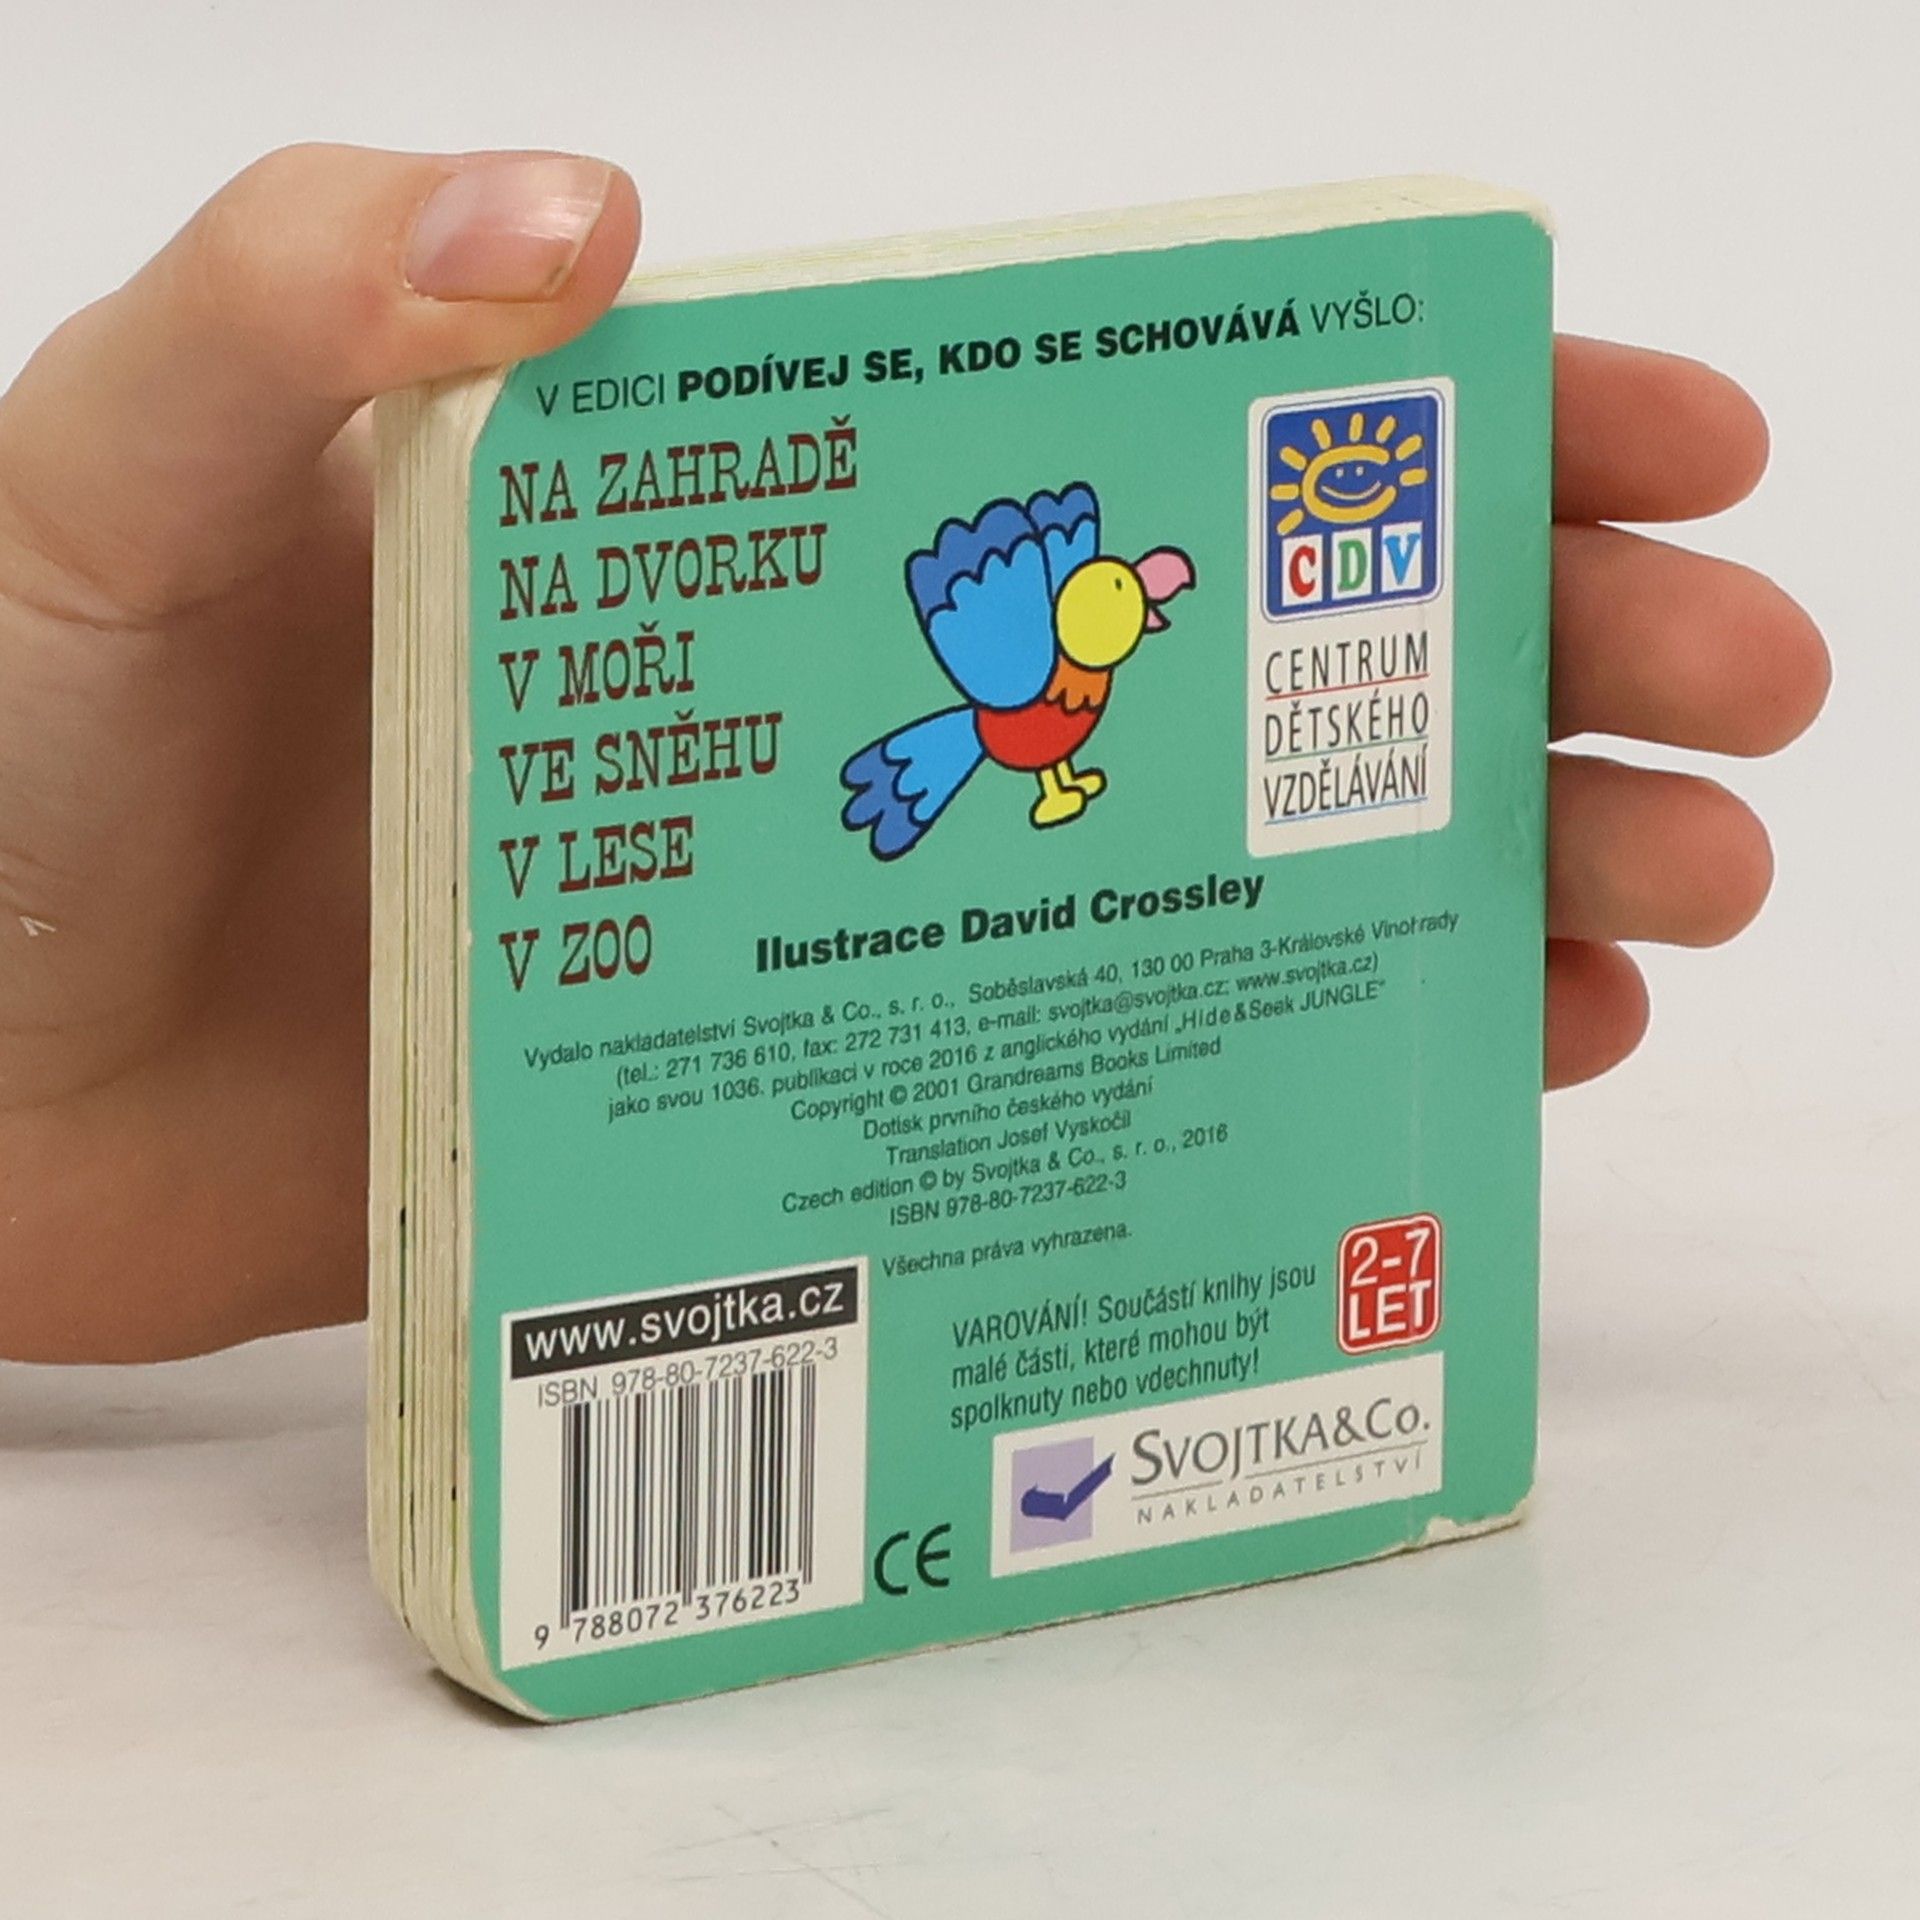 V EDICI PODÍVEJ SE, KDO SE SCHOVÁVÁ VYŠLO:
NA ZAHRADĚ
NA DVORKU
V MOŘI
VE SNĚHU
V LESE
V ZOO
CDV
CENTRUM
DĚTSKÉHO
VZDĚLÁVÁNÍ
Ilustrace David Crossley
Vydalo nakladatelství Svojtka & Co., s. r. o., Soběslavská 40, 130 00 Praha 3-Královské Vinohrady
(tel.: 271 736 610, fax: 272 731 413, e-mail: svojtka@svojtka.cz; www.svojtka.cz)
jako svou 1036. publikaci v roce 2016 z anglického vydání „Hide&Seek JUNGLE"
Copyright © 2001 Grandreams Books Limited
Dotisk prvního českého vydání
Translation Josef Vyskočil
Czech edition © by Svojtka & Co., s. r. o., 2016
ISBN 978-80-7237-622-3
Všechna práva vyhrazena.
2-7
LET
VAROVÁNÍ! Součástí knihy jsou
malé části, které mohou být
spolknuty nebo vdechnuty!
www.svojtka.cz
ISBN 978-80-7237-622-3
9 788072 376223
CE
SVOJTKA&CO.
NAKLADATELSTVÍ